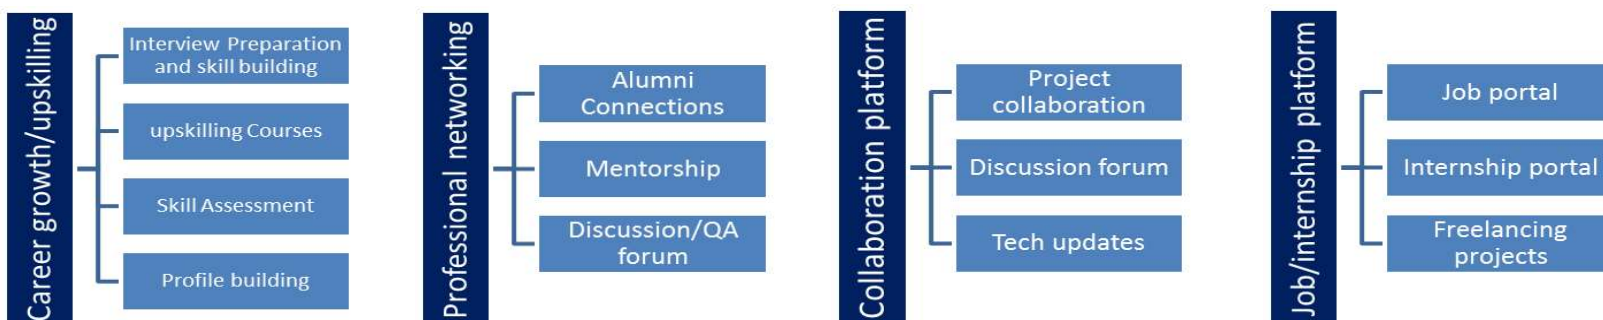 Career growth/upskilling
Interview Preparation
and skill building
upskilling Courses
Skill Assessment
Profile building
Professional networking
Alumni
Connections
Mentorship
Discussion/QA
forum
Collaboration platform
Project
collaboration
Discussion forum
Tech updates
Job/internship platform
Job portal
Internship portal
Freelancing
projects